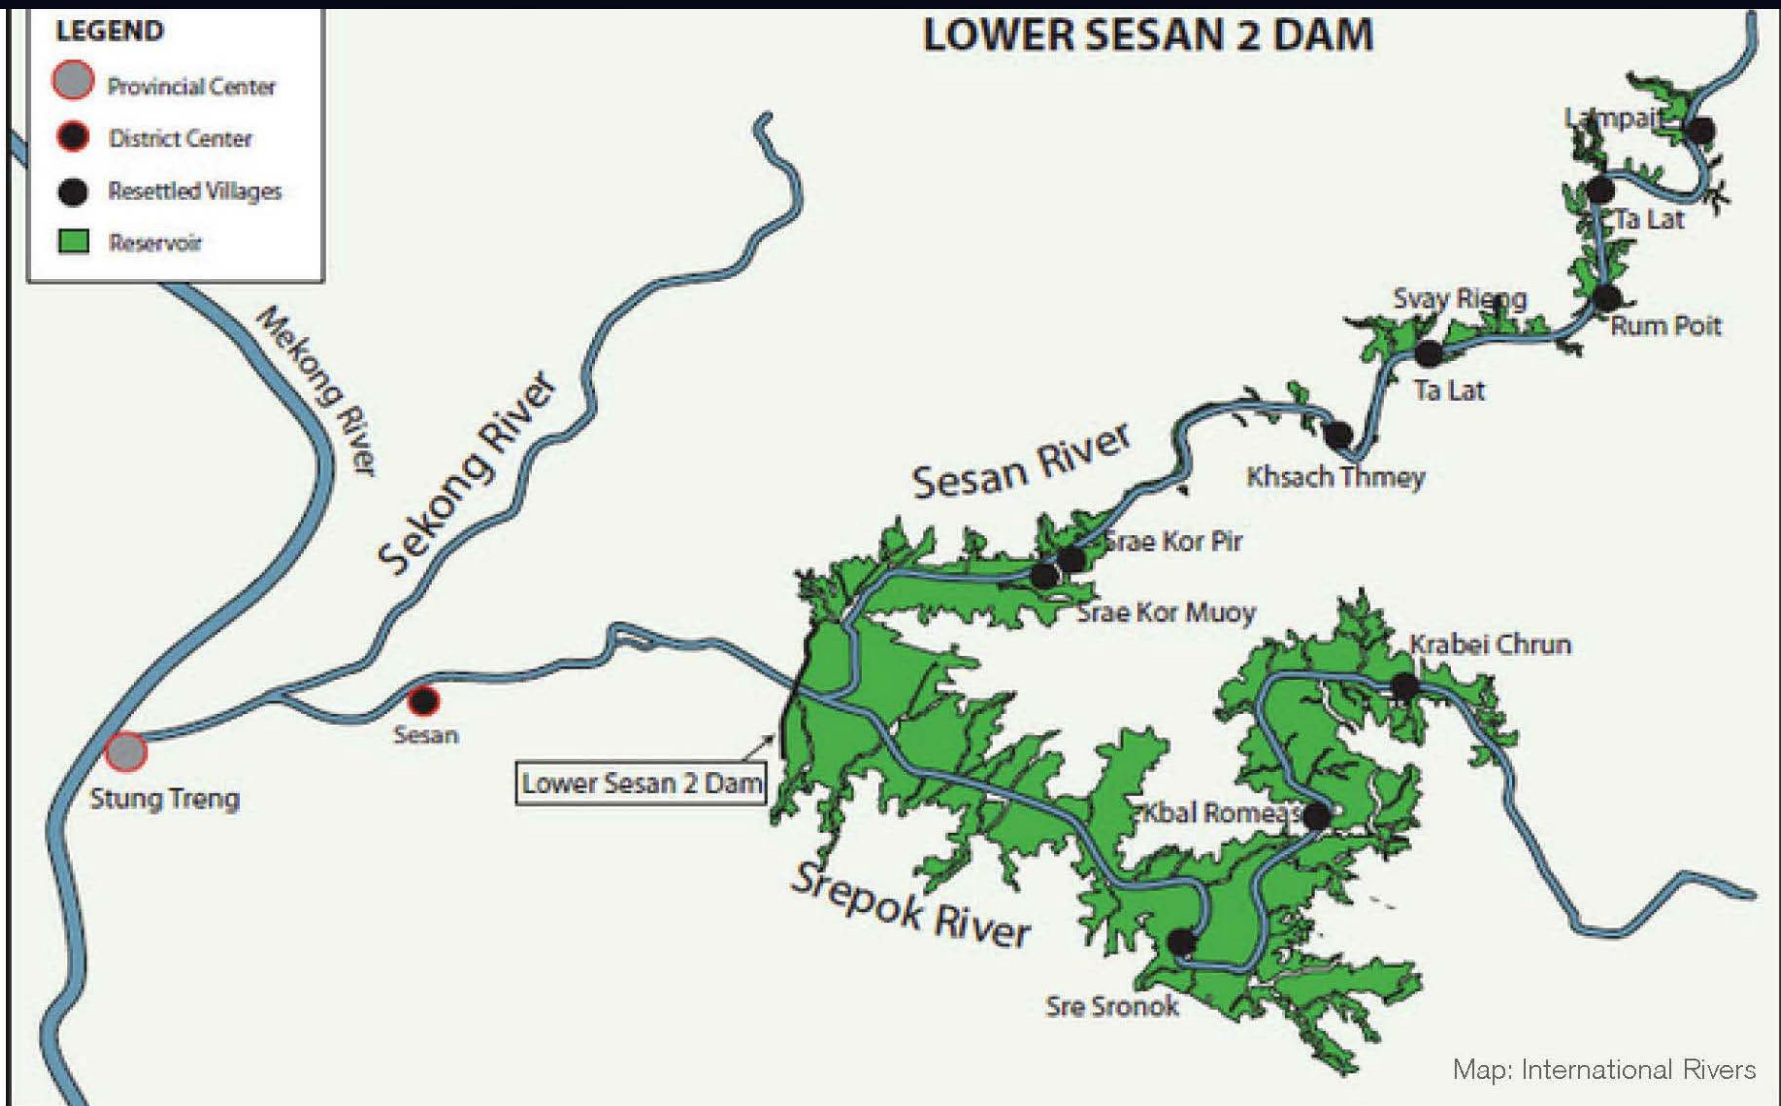 LEGEND
Provincial Center
District Center
Resettled Villages
Reservoir
LOWER SESAN 2 DAM
Lampait
Ta Lat
Svay Rieng
Rum Poit
Ta Lat
Mekong River
Sekong River
Sesan River
Khsach Thmey
Srae Kor Pir
Srae Kor Muoy
Krabei Chrun
Sesan
Lower Sesan 2 Dam
Stung Treng
Kbal Romeas
Srepok River
Sre Sronok
Map: International Rivers